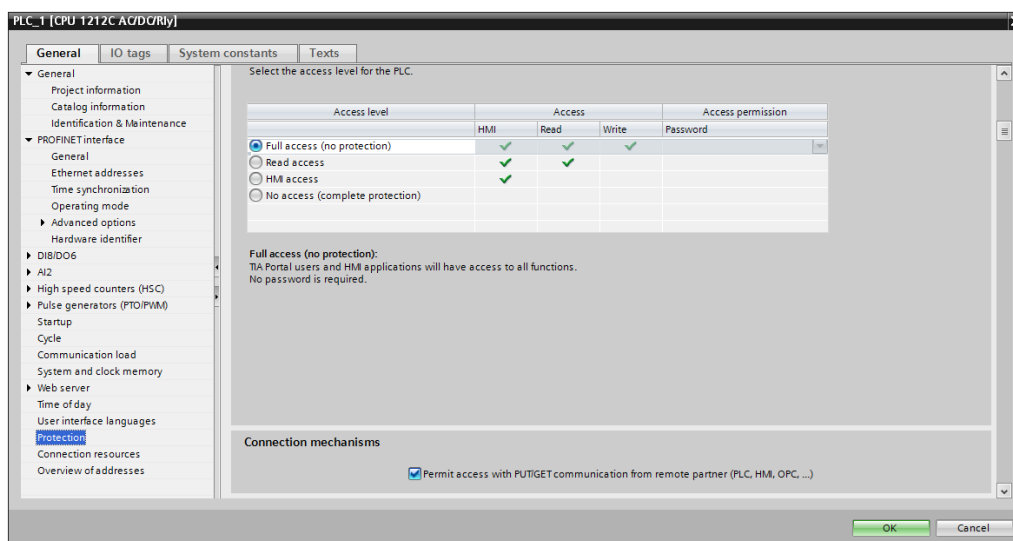 PLC_1 [CPU 1212C AC/DC/Rly]
General IO tags System constants Texts
General
Project information
Catalog information
Identification & Maintenance
PROFINET interface
General
Ethernet addresses
Time synchronization
Operating mode
Advanced options
Hardware identifier
DI8/DO6
AI2
High speed counters (HSC)
Pulse generators (PTO/PWM)
Startup
Cycle
Communication load
System and clock memory
Web server
Time of day
User interface languages
Protection
Connection resources
Overview of addresses
Select the access level for the PLC.
Access level Access Access permission
HMI Read Write Password
Full access (no protection)
Read access
HMI access
No access (complete protection)
Full access (no protection):
TIA Portal users and HMI applications will have access to all functions.
No password is required.
Connection mechanisms
Permit access with PUT/GET communication from remote partner (PLC, HMI, OPC, ...)
OK Cancel